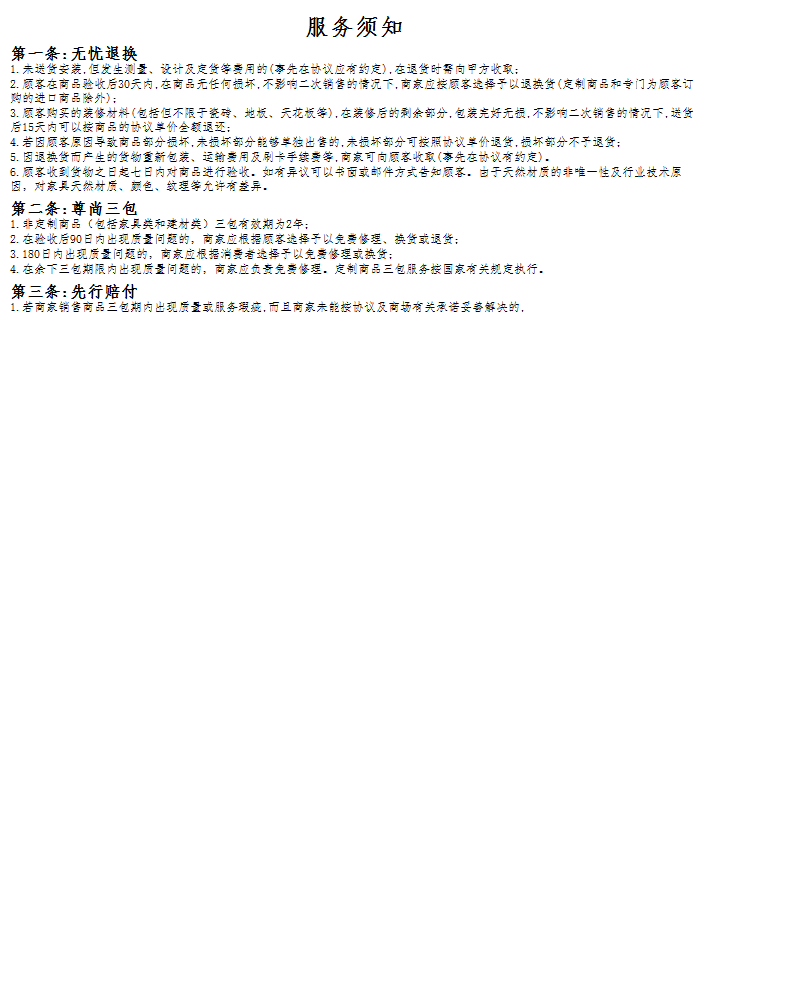 服务须知
第一条:无忧退换
1.未送货安装,但发生测量、设计及定货等费用的(事先在协议应有约定),在退货时需向甲方收取;
2.顾客在商品验收后30天内,在商品无任何损坏,不影响二次销售的情况下,商家应按顾客选择予以退换货(定制商品和专门为顾客订
购的进口商品除外);
3.顾客购买的装修材料(包括但不限于瓷砖、地板、天花板等),在装修后的剩余部分,包装完好无损,不影响二次销售的情况下,送货
后15天内可以按商品的协议单价全额退还;
4.若因顾客原因导致商品部分损坏,未损坏部分能够单独出售的,未损坏部分可按照协议单价退货,损坏部分不予退货;
5.因退换货而产生的货物重新包装、运输费用及刷卡手续费等,商家可向顾客收取(事先在协议有约定)。
6.顾客收到货物之日起七日内对商品进行验收。如有异议可以书面或邮件方式告知顾客。由于天然材质的非唯一性及行业技术原
因，对家具天然材质、颜色、纹理等允许有差异。
第二条:尊尚三包
1.非定制商品（包括家具类和建材类）三包有效期为2年;
2.在验收后90日内出现质量问题的，商家应根据顾客选择予以免费修理、换货或退货;
3.180日内出现质量问题的，商家应根据消费者选择予以免费修理或换货;
4.在余下三包期限内出现质量问题的，商家应负责免费修理。定制商品三包服务按国家有关规定执行。
第三条:先行赔付
1.若商家销售商品三包期内出现质量或服务瑕疵,而且商家未能按协议及商场有关承诺妥善解决的,